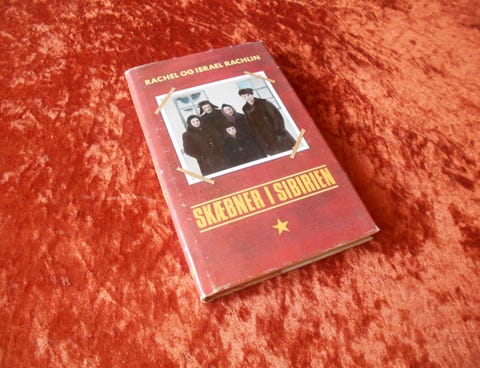 RACHEL OG ISRAEL RACHLIN
SKÆBNER I SIBIRIEN